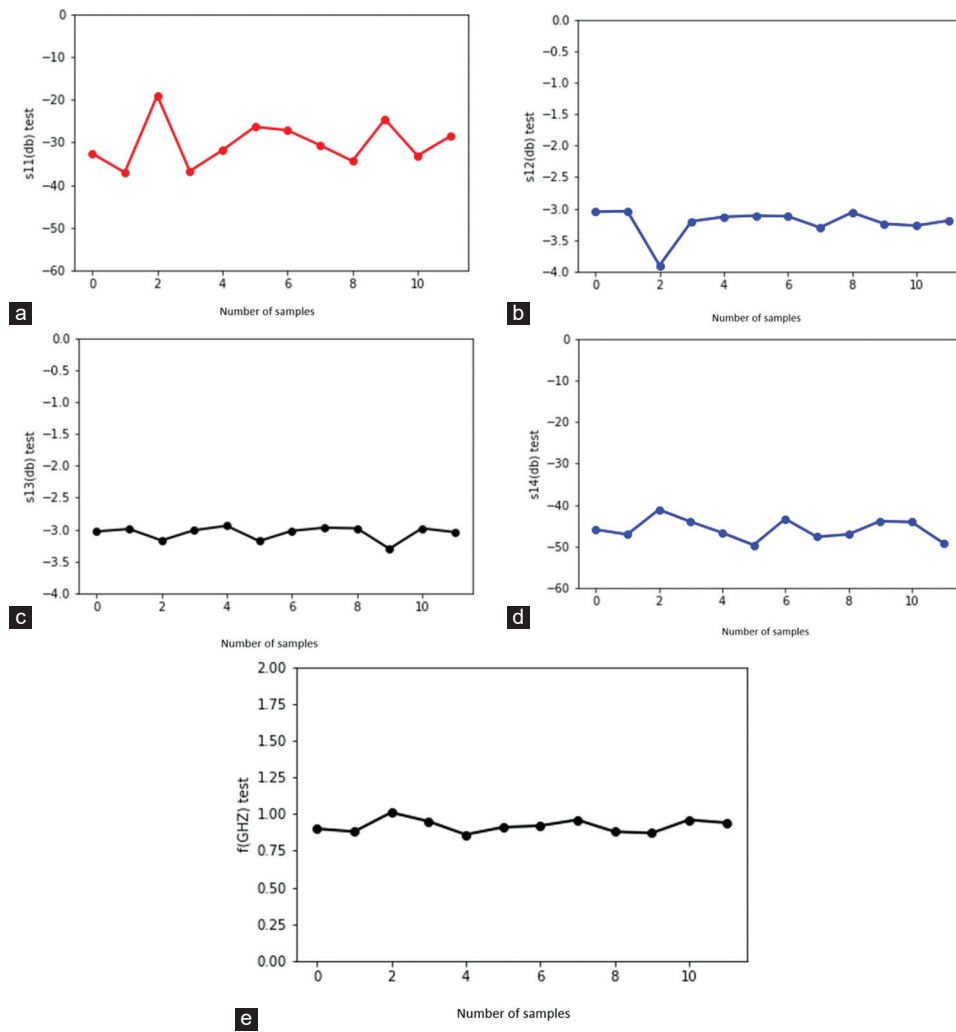 0
−10
−20
−30
−40
−50
−60
s11(db) test
0 2 4 6 8 10
Number of samples
a
0.0
−0.5
−1.0
−1.5
−2.0
−2.5
−3.0
−3.5
−4.0
s12(db) test
0 2 4 6 8 10
Number of samples
b
0.0
−0.5
−1.0
−1.5
−2.0
−2.5
−3.0
−3.5
−4.0
s13(db) test
0 2 4 6 8 10
Number of samples
c
0
−10
−20
−30
−40
−50
−60
s14(db) test
0 2 4 6 8 10
Number of samples
d
2.00
1.75
1.50
1.25
1.00
0.75
0.50
0.25
0.00
f(GHZ) test
0 2 4 6 8 10
Number of samples
e